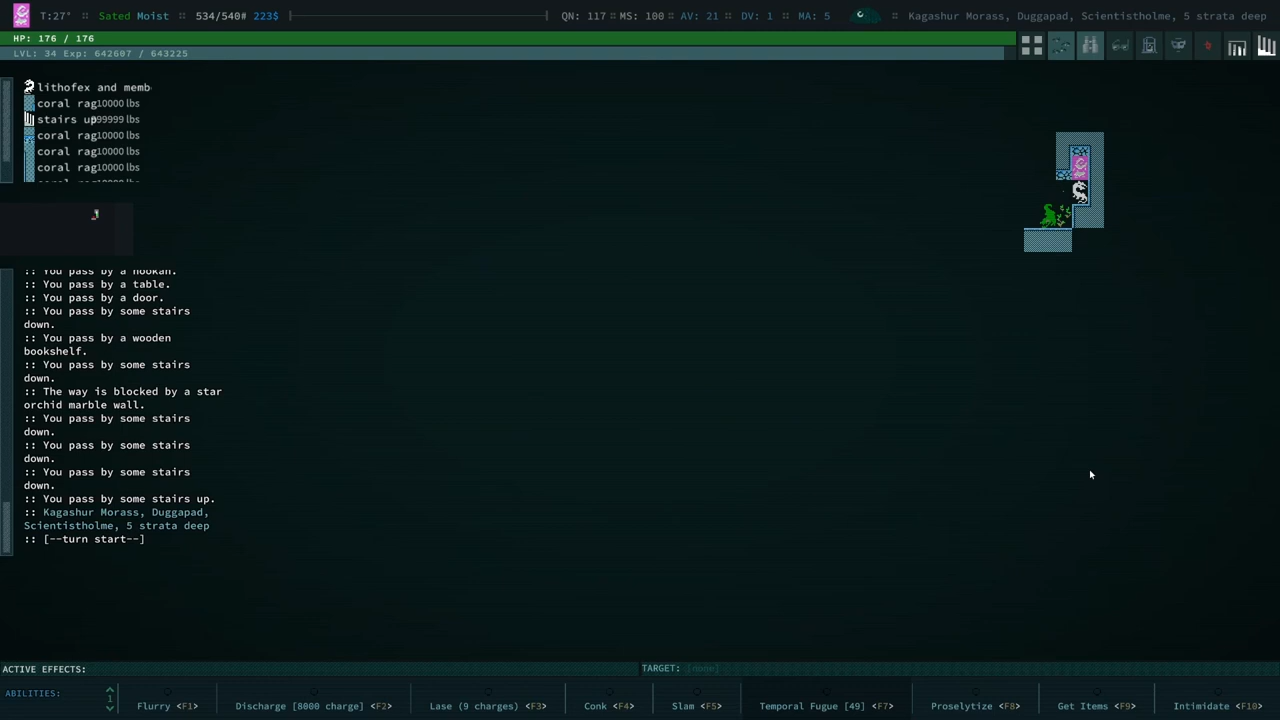 T:27° Sated Moist :: 534/540# 223$ QN: 117 :: MS: 100 :: AV: 21 :: DV: 1 :: MA: 5 :: Kagashur Morass, Duggapad, Scientistholme, 5 strata deep
HP: 176 / 176
LVL: 34 Exp: 642607 / 643225
lithofex and memb
coral rag 10000 lbs
stairs up 999999 lbs
coral rag 10000 lbs
coral rag 10000 lbs
coral rag 10000 lbs
:: You pass by a hookah.
:: You pass by a table.
:: You pass by a door.
:: You pass by some stairs
down.
:: You pass by a wooden
bookshelf.
:: You pass by some stairs
down.
:: The way is blocked by a star
orchid marble wall.
:: You pass by some stairs
down.
:: You pass by some stairs
down.
:: You pass by some stairs
down.
:: You pass by some stairs up.
:: Kagashur Morass, Duggapad,
Scientistholme, 5 strata deep
:: [--turn start--]
ACTIVE EFFECTS: TARGET: [none]
ABILITIES: 1 Flurry <F1> Discharge [8000 charge] <F2> Lase (9 charges) <F3> Conk <F4> Slam <F5> Temporal Fugue [49] <F7> Proselytize <F8> Get Items <F9> Intimidate <F10>